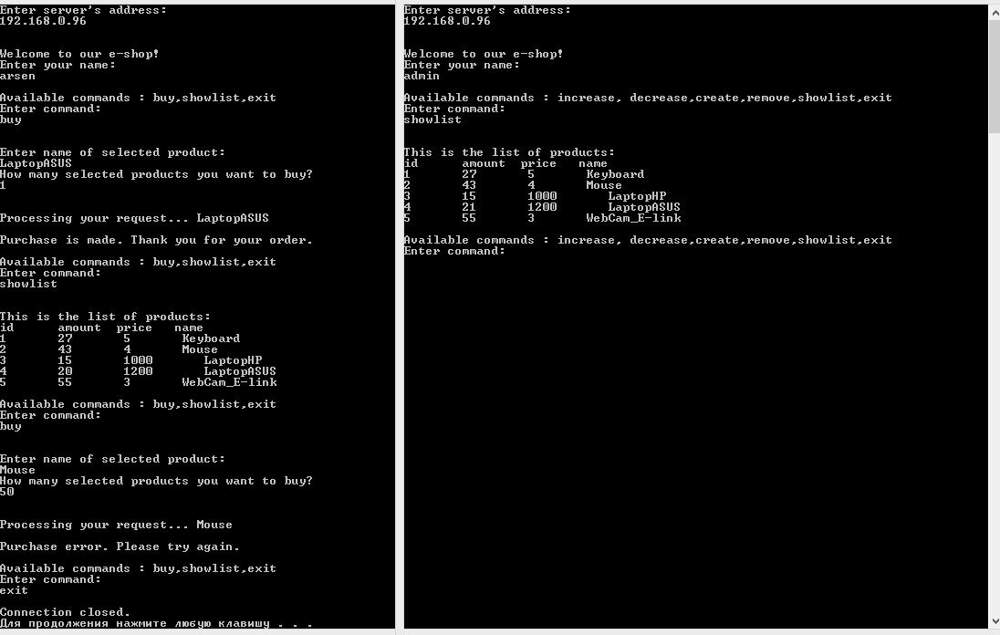 Enter server's address:
192.168.0.96
Welcome to our e-shop!
Enter your name:
arsen
Available commands : buy,showlist,exit
Enter command:
buy
Enter name of selected product:
LaptopASUS
How many selected products you want to buy?
1
Processing your request... LaptopASUS
Purchase is made. Thank you for your order.
Available commands : buy,showlist,exit
Enter command:
showlist
This is the list of products:
id amount price name
1 27 5 Keyboard
2 43 4 Mouse
3 15 1000 LaptopHP
4 20 1200 LaptopASUS
5 55 3 WebCam_E-link
Available commands : buy,showlist,exit
Enter command:
buy
Enter name of selected product:
Mouse
How many selected products you want to buy?
50
Processing your request... Mouse
Purchase error. Please try again.
Available commands : buy,showlist,exit
Enter command:
exit
Connection closed.
Для продолжения нажмите любую клавишу . . .
Enter server's address:
192.168.0.96
Welcome to our e-shop!
Enter your name:
admin
Available commands : increase, decrease,create,remove,showlist,exit
Enter command:
showlist
This is the list of products:
id amount price name
1 27 5 Keyboard
2 43 4 Mouse
3 15 1000 LaptopHP
4 21 1200 LaptopASUS
5 55 3 WebCam_E-link
Available commands : increase, decrease,create,remove,showlist,exit
Enter command: